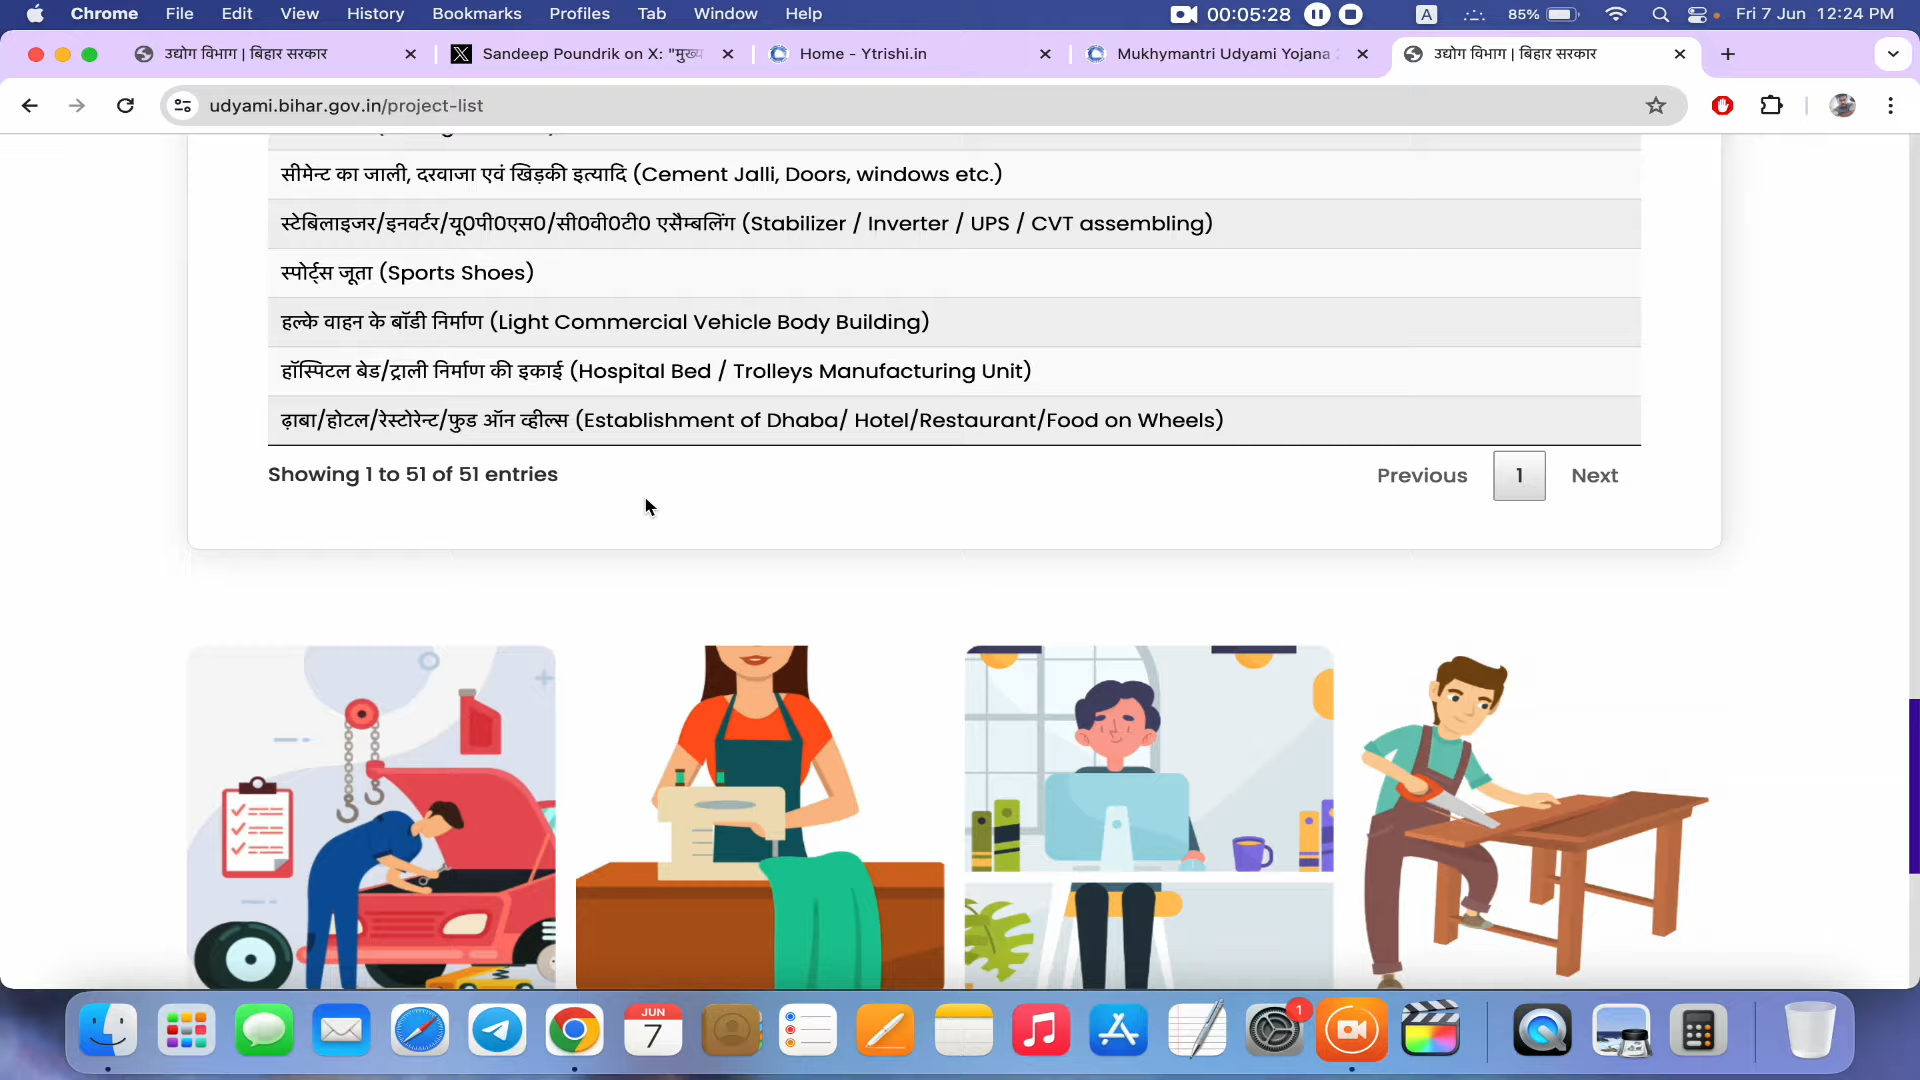 Chrome File Edit View History Bookmarks Profiles Tab Window Help 00:05:28 A 85% Fri 7 Jun 12:24 PM
उद्योग विभाग | बिहार सरकार Sandeep Poundrik on X: "मुख्य Home - Ytrishi.in Mukhymantri Udyami Yojana उद्योग विभाग | बिहार सरकार
udyami.bihar.gov.in/project-list
सीमेन्ट का जाली, दरवाजा एवं खिड़की इत्यादि (Cement Jalli, Doors, windows etc.)
स्टेबिलाइजर/इनवर्टर/यू0पी0एस0/सी0वी0टी0 एसैम्बलिंग (Stabilizer / Inverter / UPS / CVT assembling)
स्पोर्ट्स जूता (Sports Shoes)
हल्के वाहन के बॉडी निर्माण (Light Commercial Vehicle Body Building)
हॉस्पिटल बेड/ट्राली निर्माण की इकाई (Hospital Bed / Trolleys Manufacturing Unit)
ढ़ाबा/होटल/रेस्टोरेन्ट/फुड ऑन व्हील्स (Establishment of Dhaba/ Hotel/Restaurant/Food on Wheels)
Showing 1 to 51 of 51 entries Previous 1 Next
JUN
7
1